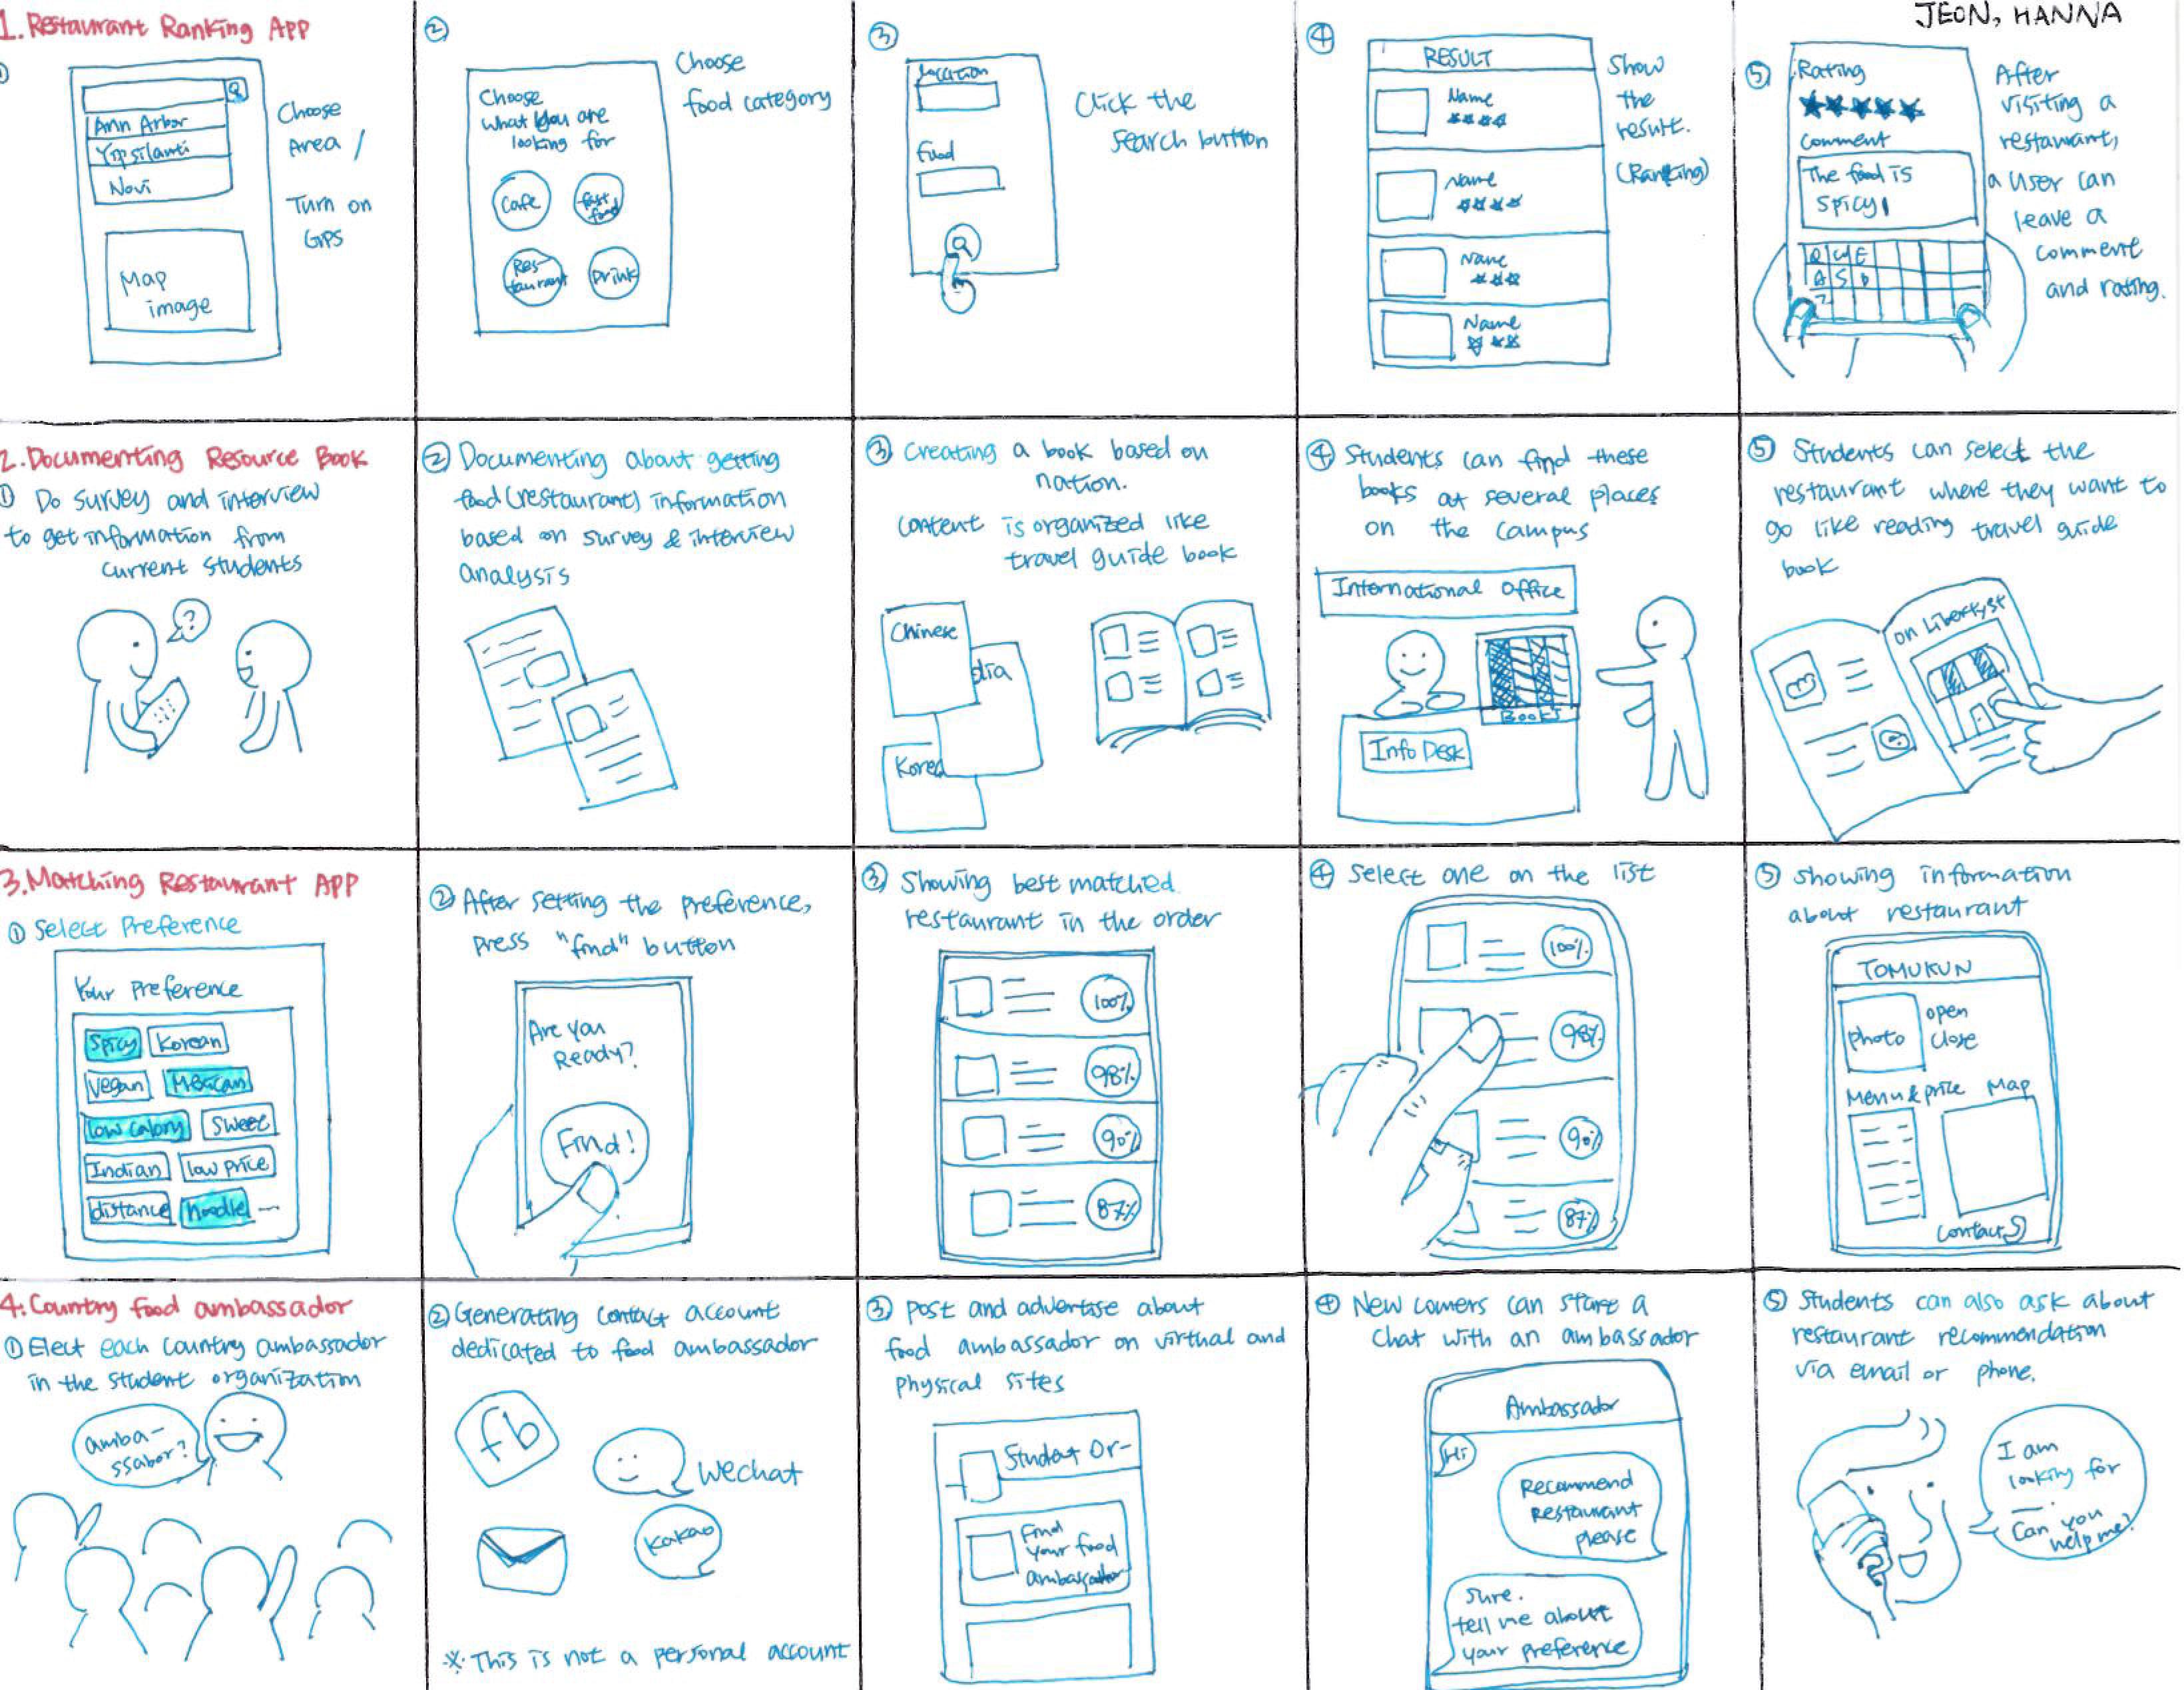 JEON, HANNA
1. Restaurant Ranking App
①
Ann Arbor
Ypsilanti
Novi
Map
image
Choose
Area /
Turn on
GPS
②
Choose
what you are
looking for
Cafe
fast
food
Res-
taurant
Drink
Choose
food category
③
location
food
Click the
search button
④
RESULT
Name
Name
Name
Name
Show
the
result.
(Ranking)
⑤
Rating
comment
The food is
spicy
Q W E
A S D
Z
After
visiting a
restaurant,
a user can
leave a
comment
and rating.
2. Documenting Resource Book
① Do survey and interview
to get information from
current students
?
② Documenting about getting
food (restaurant) information
based on survey & interview
analysis
③ Creating a book based on
nation.
content is organized like
travel guide book
Chinese
dia
Korea
④ Students can find these
books at several places
on the campus
International Office
Books
Info Desk
⑤ Students can select the
restaurant where they want to
go like reading travel guide
book
on Liberty st
3. Matching Restaurant App
① Select Preference
Your Preference
Spicy Korean
Vegan Mexican
low calory sweet
Indian low price
distance noodle ...
② After setting the preference,
press "find" button
Are you
Ready?
Find!
③ Showing best matched
restaurant in the order
100%
98%
90%
87%
④ Select one on the list
100%
98%
90%
87%
⑤ showing information
about restaurant
TOMUKUN
photo
open
close
Menu & price Map
contact
4. Country food ambassador
① Elect each country ambassador
in the student organization
amba-
ssabor?
② Generating contact account
dedicated to food ambassador
fb
wechat
kakao
※ This is not a personal account
③ post and advertise about
food ambassador on virthal and
physical sites
Student Or-
Find
your food
ambassador
④ New comers can start a
chat with an ambassador
Ambassador
Hi
Recommend
restaurant
please
Sure.
tell me about
your preference
⑤ Students can also ask about
restaurant recommendation
via email or phone.
I am
looking for
__.
Can you
help me?